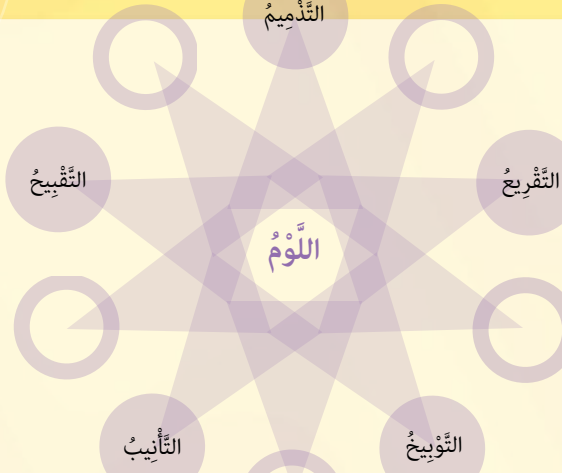 التَّذْمِيمُ
التَّقْرِيعُ
التَّقْبِيحُ
اللَّوْمُ
التَّوْبِيخُ
التَّأْنِيبُ